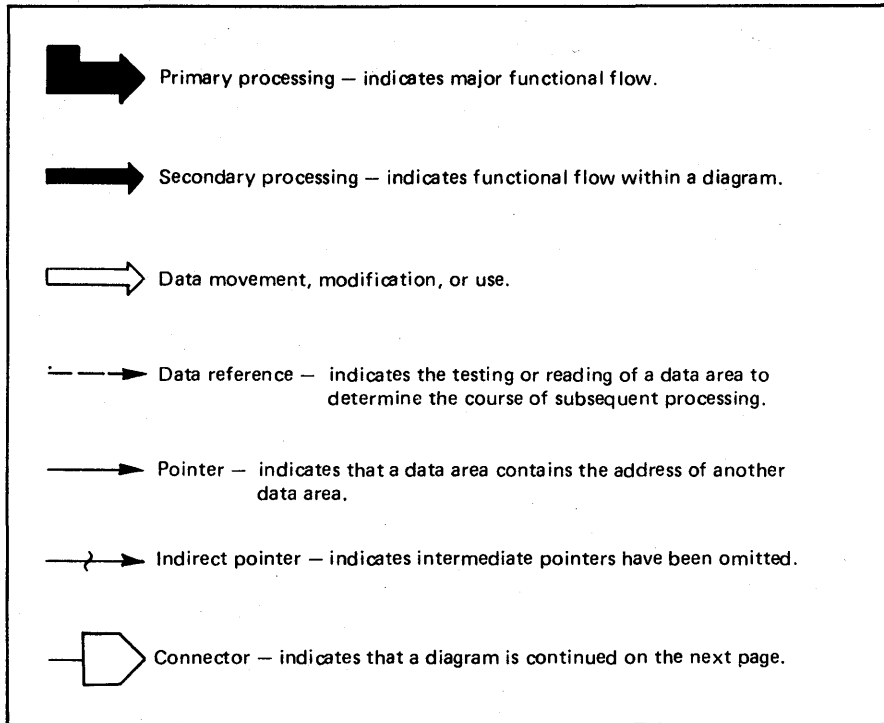 Primary processing — indicates major functional flow.
Secondary processing — indicates functional flow within a diagram.
Data movement, modification, or use.
Data reference — indicates the testing or reading of a data area to
determine the course of subsequent processing.
Pointer — indicates that a data area contains the address of another
data area.
Indirect pointer — indicates intermediate pointers have been omitted.
Connector — indicates that a diagram is continued on the next page.